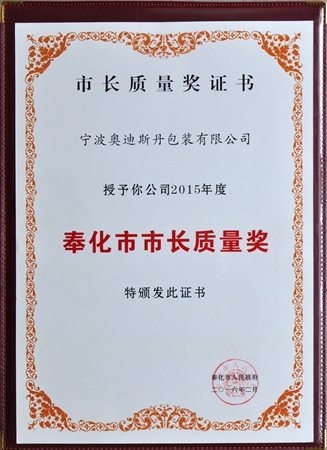 市长质量奖证书
宁波奥迪斯丹包装有限公司
授予你公司2015年度
奉化市市长质量奖
特颁发此证书
奉化市人民政府
二〇一六年二月